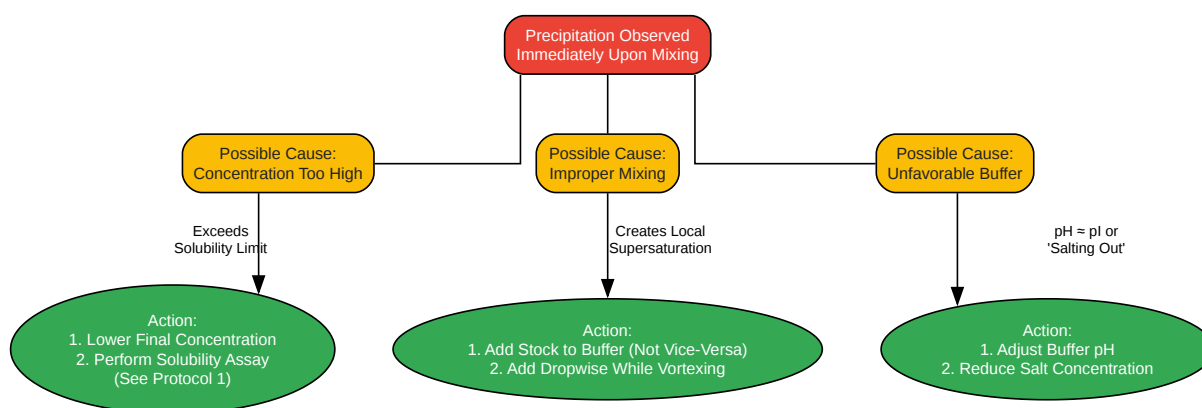 Precipitation Observed
Immediately Upon Mixing
Possible Cause:
Concentration Too High
Possible Cause:
Improper Mixing
Possible Cause:
Unfavorable Buffer
Exceeds
Solubility Limit
Creates Local
Supersaturation
pH ≈ pI or
'Salting Out'
Action:
1. Lower Final Concentration
2. Perform Solubility Assay
(See Protocol 1)
Action:
1. Add Stock to Buffer (Not Vice-Versa)
2. Add Dropwise While Vortexing
Action:
1. Adjust Buffer pH
2. Reduce Salt Concentration